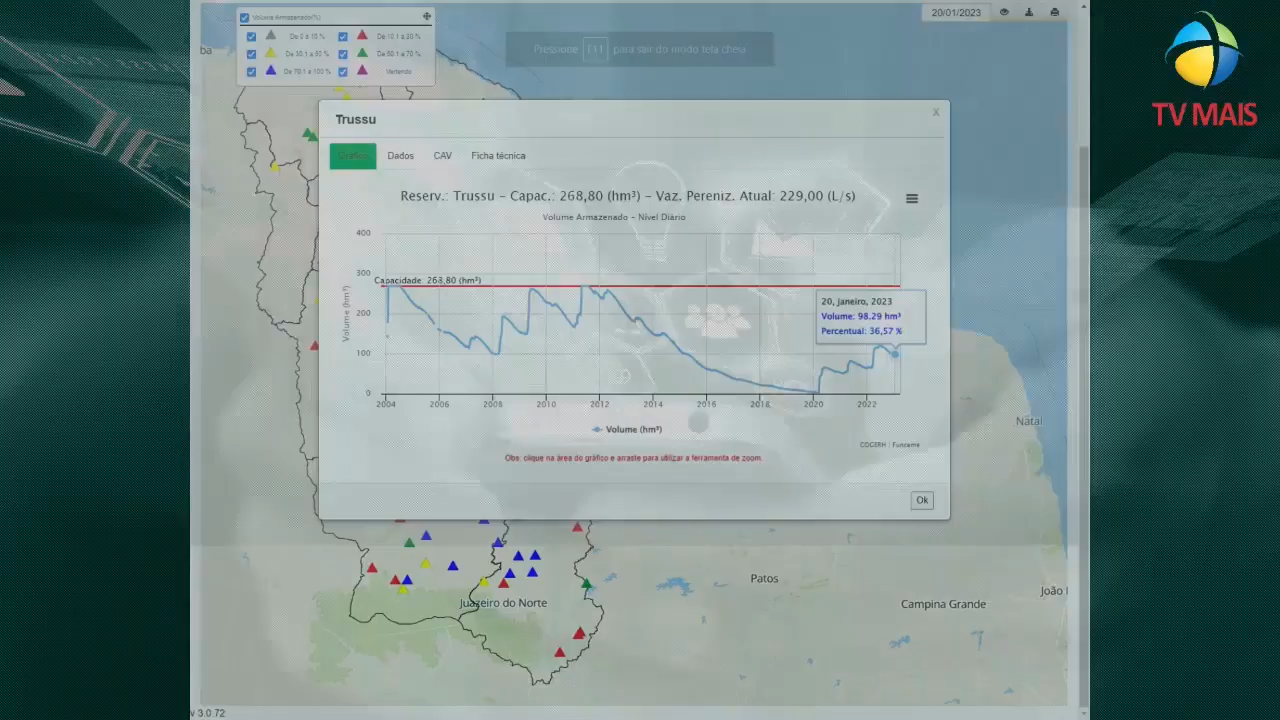 Volume Armazenado(%)
De 0 a 10 %
De 10,1 a 30 %
De 30,1 a 50 %
De 50,1 a 70 %
De 70,1 a 100 %
Vertendo
Pressione
para sair do modo tela cheia
20/01/2023
TV MAIS
ba
Trussu
x
Gráfico
Dados
CAV
Ficha técnica
Reserv.: Trussu – Capac.: 268,80 (hm³) – Vaz. Pereniz. Atual: 229,00 (L/s)
Volume Armazenado – Nível Diário
400
300
200
100
0
Volume (hm³)
Capacidade: 268,80 (hm³)
20, Janeiro, 2023
Volume: 98.29 hm³
Percentual: 36,57 %
2004
2006
2008
2010
2012
2014
2016
2018
2020
2022
Volume (hm³)
COGERH | Funceme
Obs: clique na área do gráfico e arraste para utilizar a ferramenta de zoom.
Ok
Natal
Patos
Juazeiro do Norte
Campina Grande
João
v 3.0.72